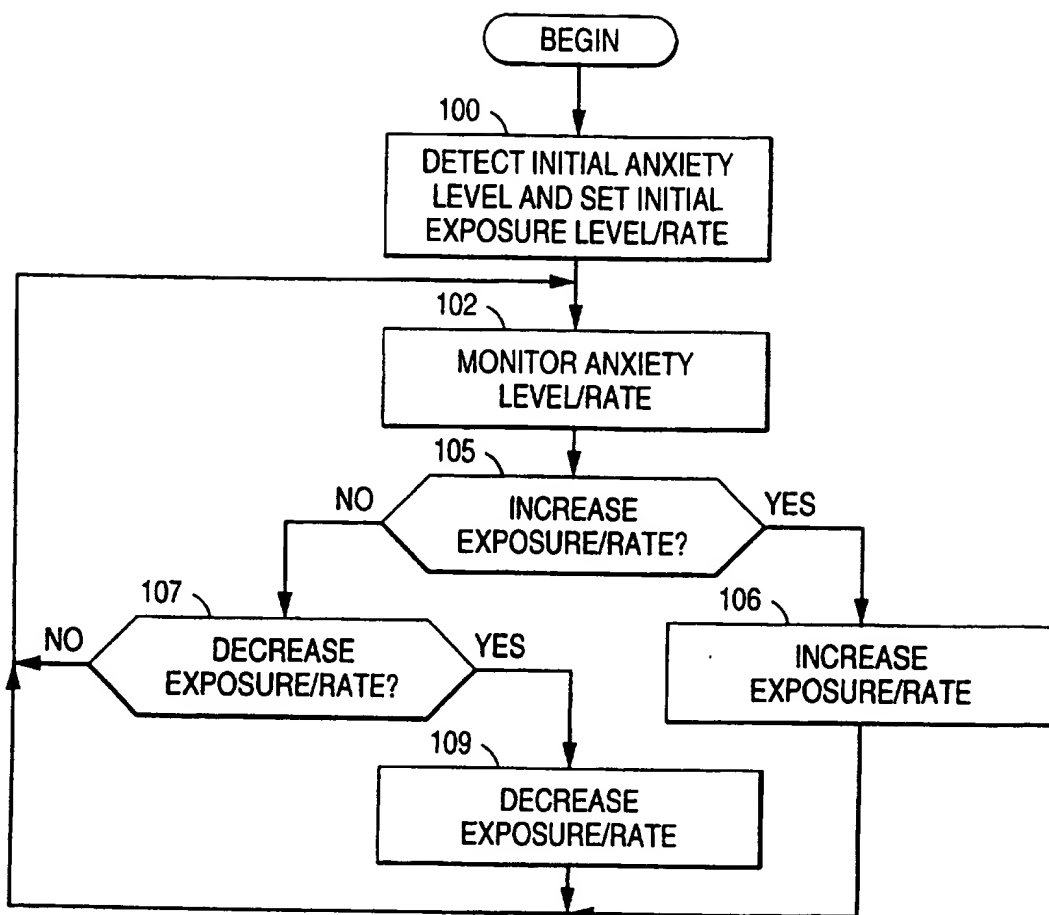 BEGIN
100
DETECT INITIAL ANXIETY
LEVEL AND SET INITIAL
EXPOSURE LEVEL/RATE
102
MONITOR ANXIETY
LEVEL/RATE
105
NO
INCREASE
EXPOSURE/RATE?
YES
107
NO
DECREASE
EXPOSURE/RATE?
YES
106
INCREASE
EXPOSURE/RATE
109
DECREASE
EXPOSURE/RATE